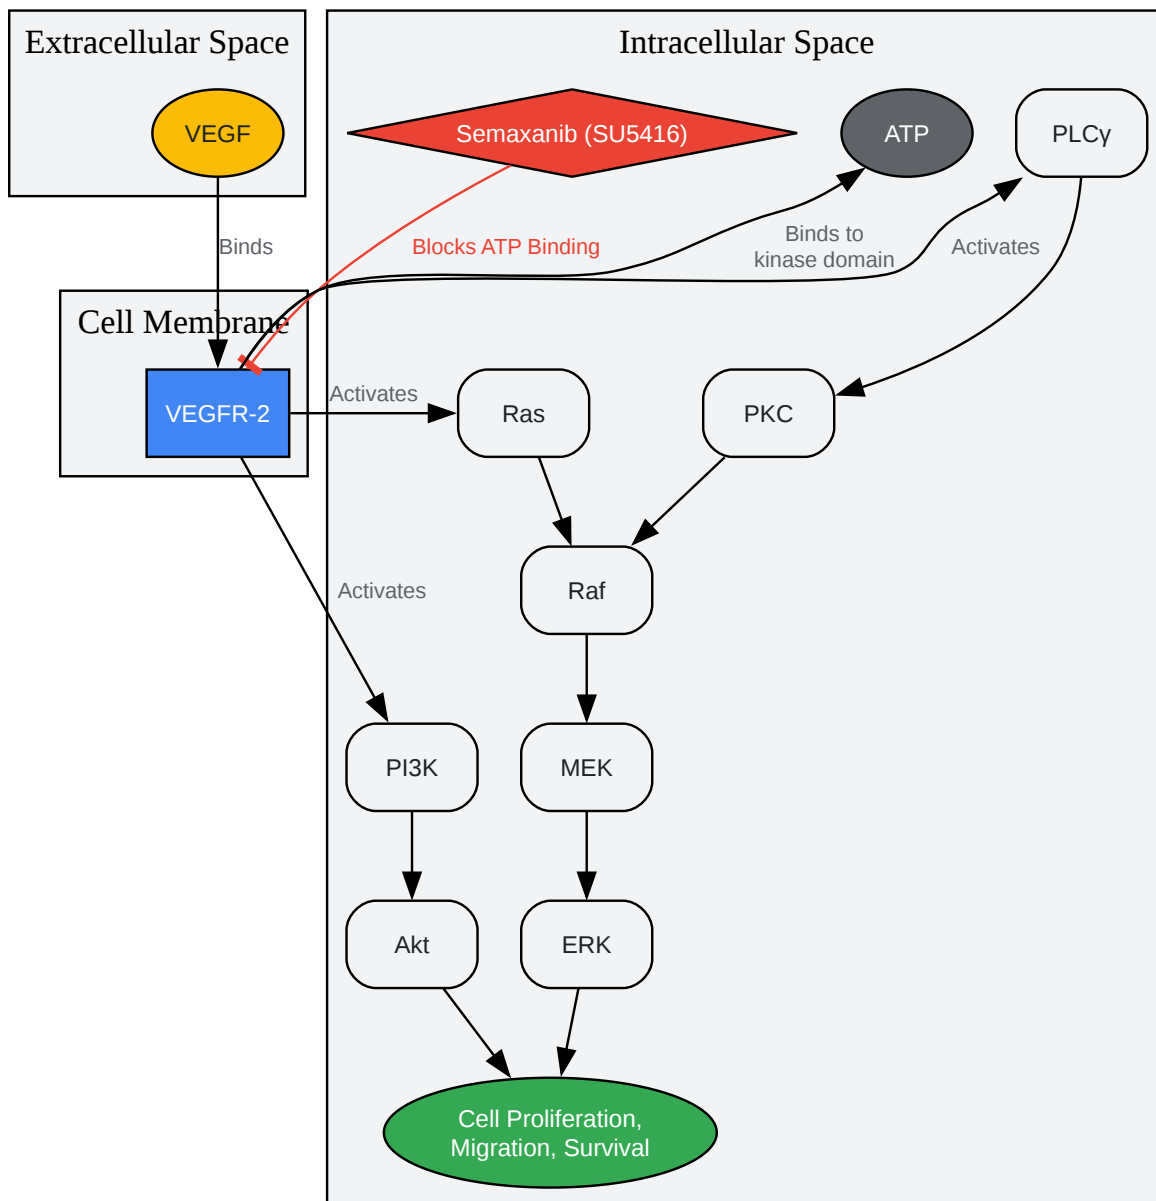 Extracellular Space
Intracellular Space
VEGF
Semaxanib (SU5416)
ATP
PLCγ
Binds
Blocks ATP Binding
Binds to
kinase domain
Activates
Cell Membrane
VEGFR-2
Activates
Ras
PKC
Activates
Raf
PI3K
MEK
Akt
ERK
Cell Proliferation,
Migration, Survival